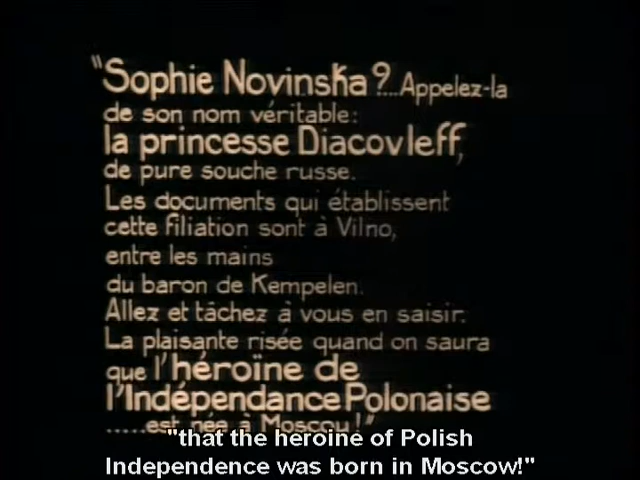 "Sophie Novinska ?....Appelez-la
de son nom véritable:
la princesse Diacovleff,
de pure souche russe.
Les documents qui établissent
cette filiation sont à Vilno,
entre les mains
du baron de Kempelen.
Allez et tâchez à vous en saisir.
La plaisante risée quand on saura
que l'héroïne de
l'Indépendance Polonaise
.....est née à Moscou !"
"that the heroine of Polish
Independence was born in Moscow!"